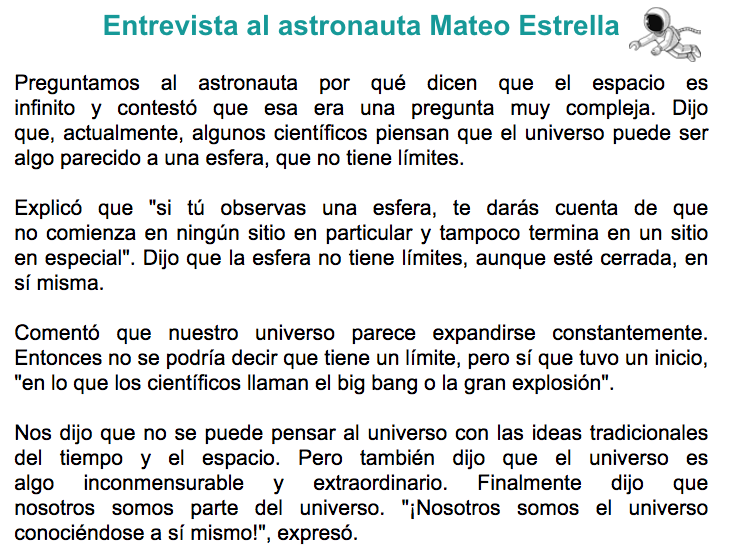 Entrevista al astronauta Mateo Estrella
Preguntamos al astronauta por qué dicen que el espacio es
infinito y contestó que esa era una pregunta muy compleja. Dijo
que, actualmente, algunos científicos piensan que el universo puede ser
algo parecido a una esfera, que no tiene límites.
Explicó que "si tú observas una esfera, te darás cuenta de que
no comienza en ningún sitio en particular y tampoco termina en un sitio
en especial". Dijo que la esfera no tiene límites, aunque esté cerrada, en
sí misma.
Comentó que nuestro universo parece expandirse constantemente.
Entonces no se podría decir que tiene un límite, pero sí que tuvo un inicio,
"en lo que los científicos llaman el big bang o la gran explosión".
Nos dijo que no se puede pensar al universo con las ideas tradicionales
del tiempo y el espacio. Pero también dijo que el universo es
algo inconmensurable y extraordinario. Finalmente dijo que
nosotros somos parte del universo. "¡Nosotros somos el universo
conociéndose a sí mismo!", expresó.